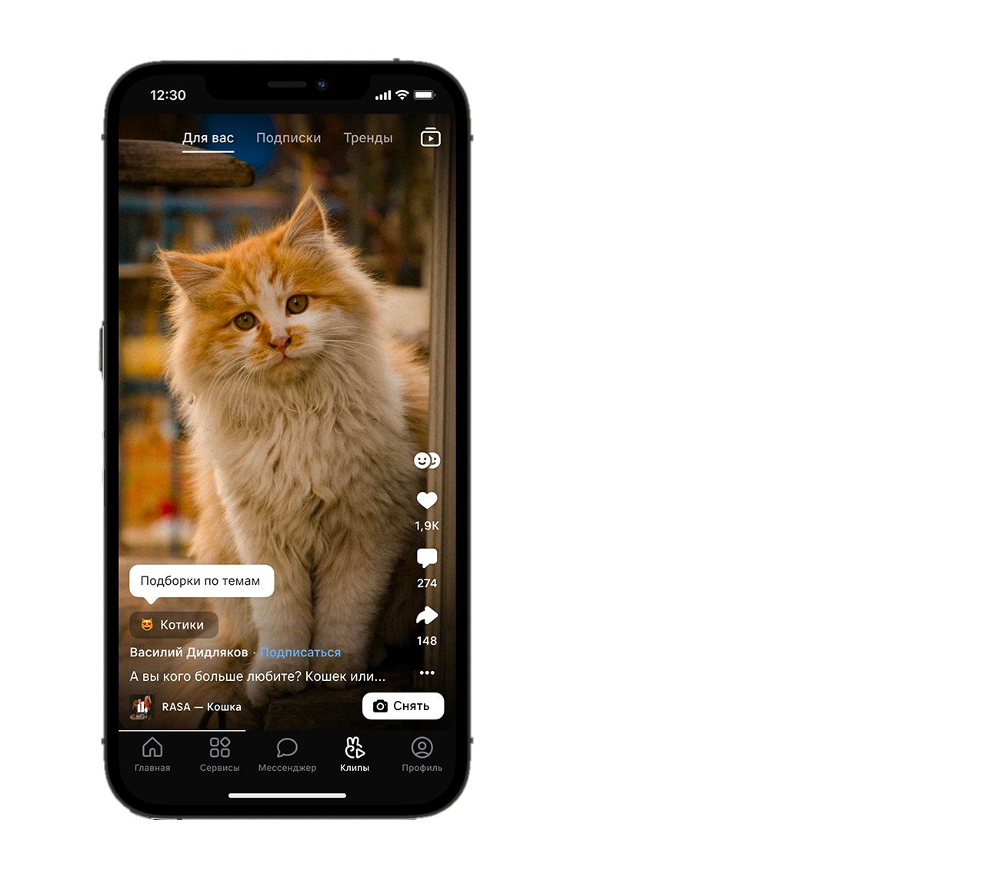 12:30
Для вас Подписки Тренды
1,9K
274
148
Подборки по темам
Котики
Василий Дидляков · Подписаться
А вы кого больше любите? Кошек или...
RASA — Кошка
Снять
Главная Сервисы Мессенджер Клипы Профиль